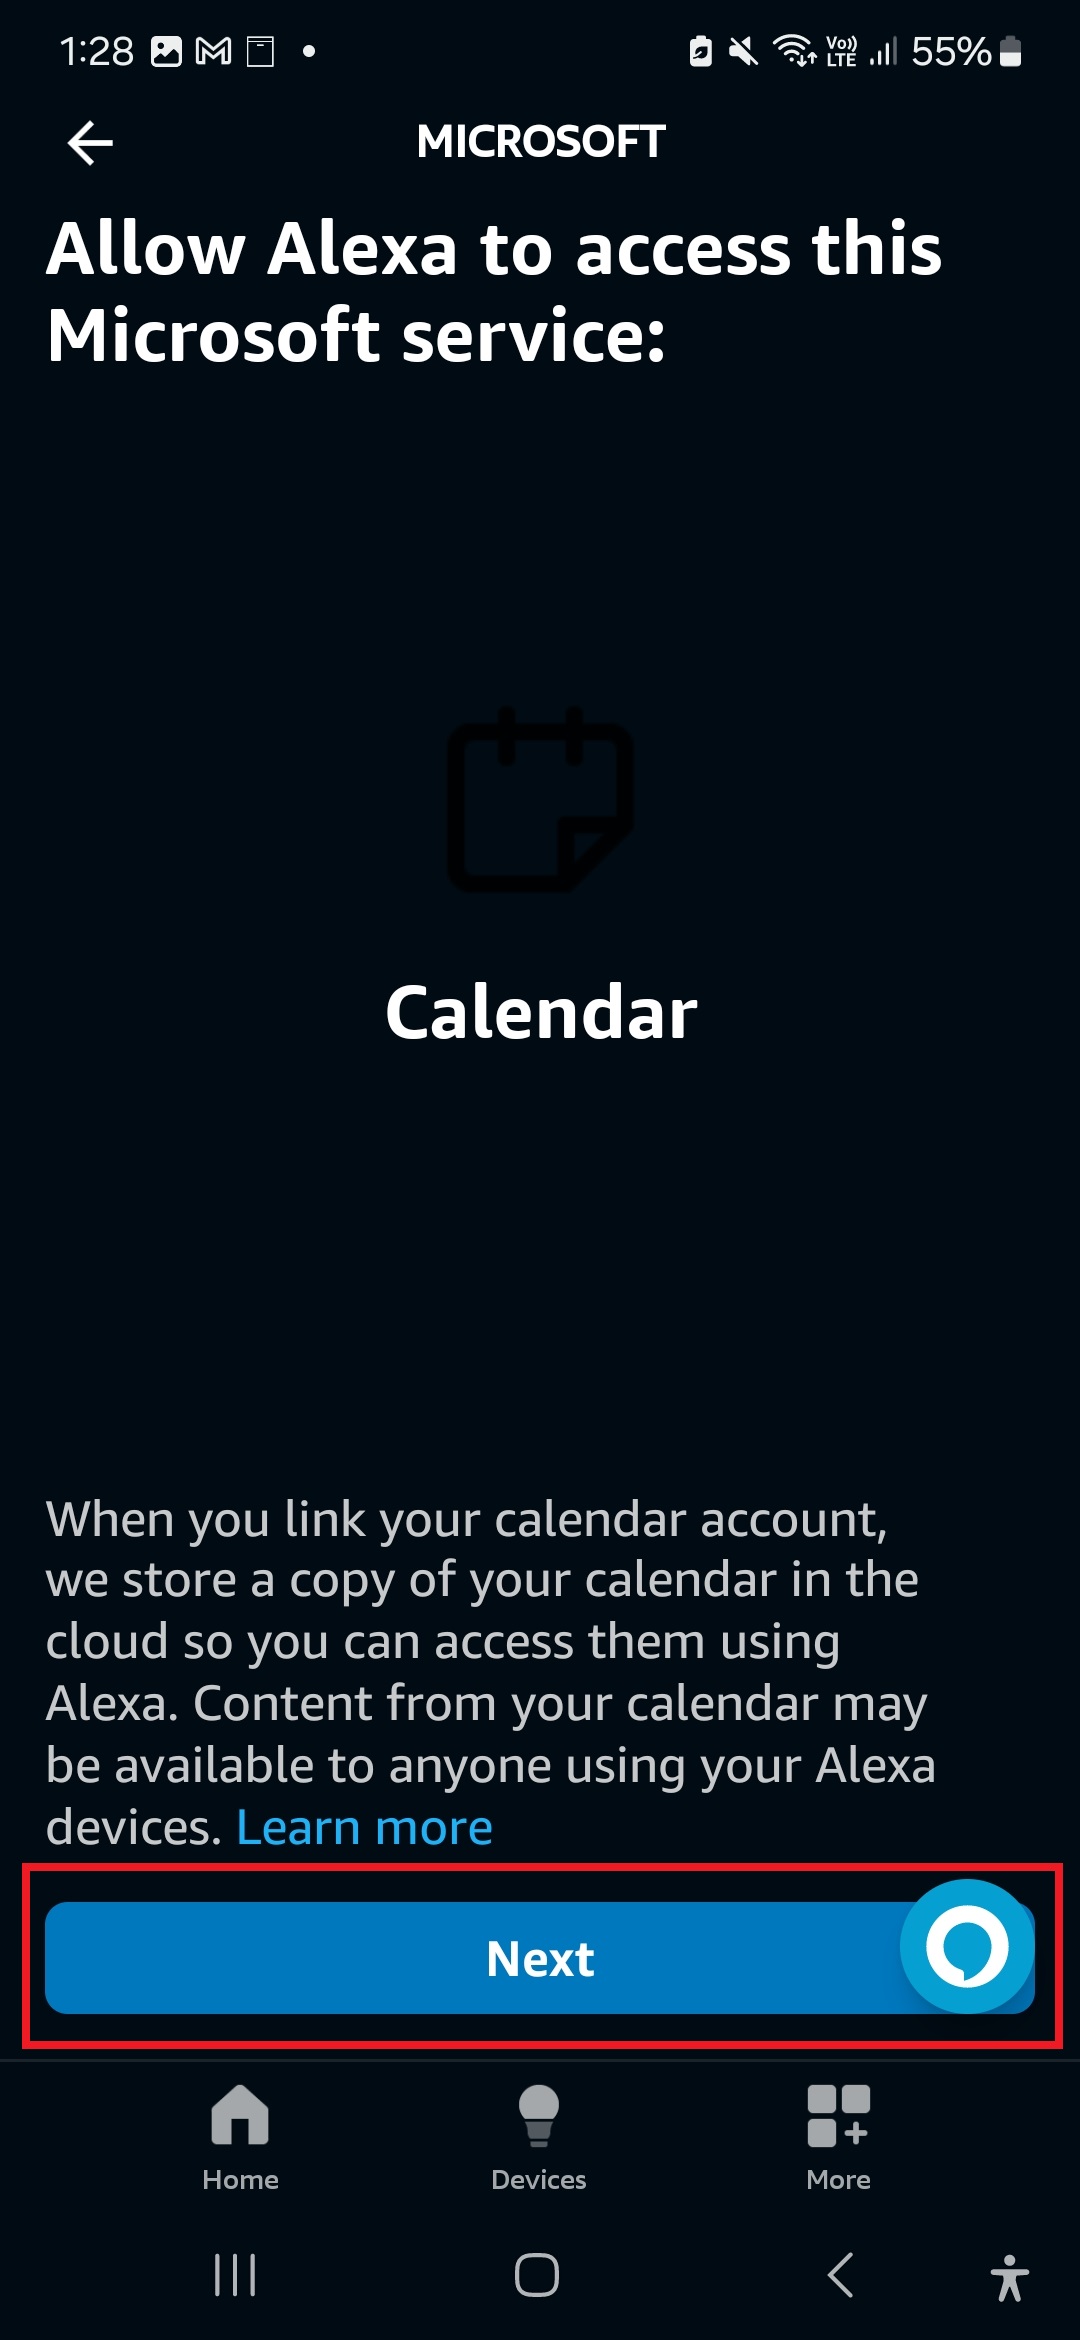 1:28 Vo)) LTE 55%
MICROSOFT
Allow Alexa to access this
Microsoft service:
Calendar
When you link your calendar account,
we store a copy of your calendar in the
cloud so you can access them using
Alexa. Content from your calendar may
be available to anyone using your Alexa
devices. Learn more
Next
Home Devices More